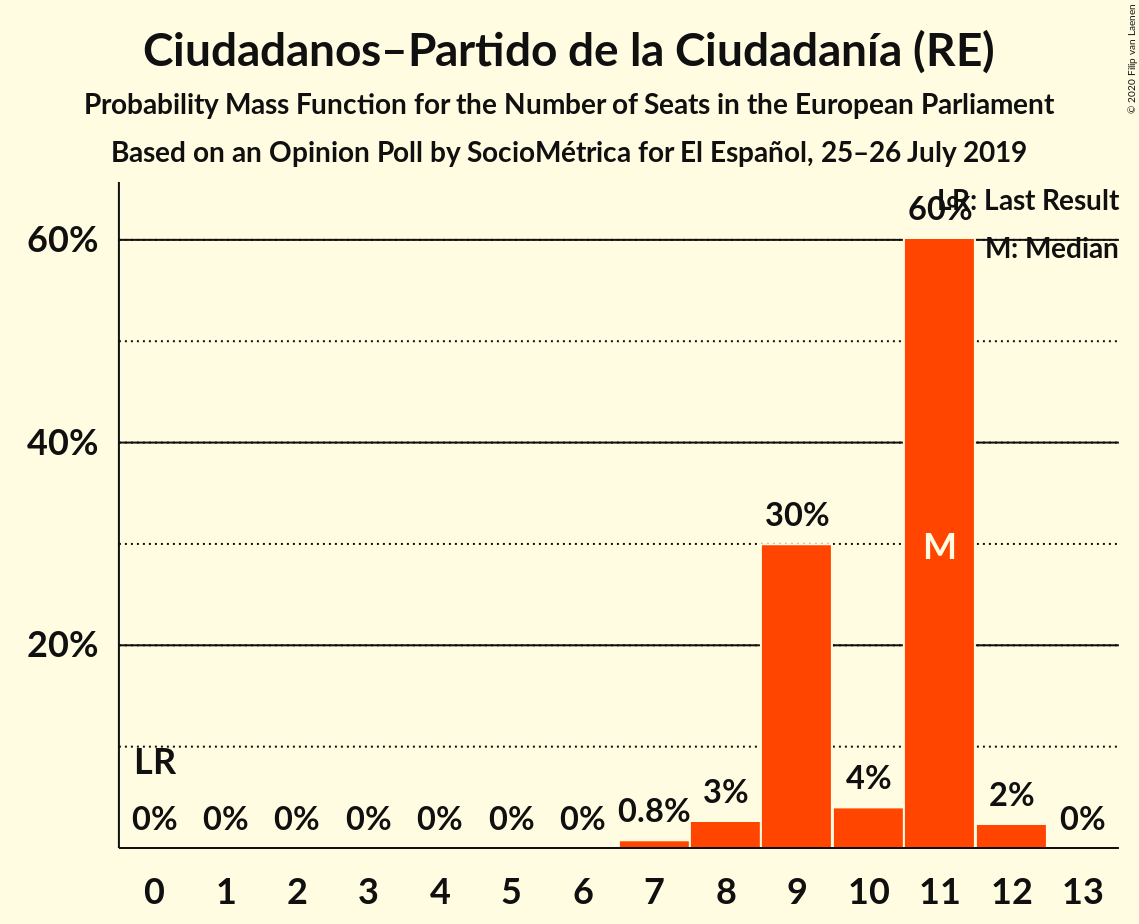 Ciudadanos–Partido de la Ciudadanía (RE)
Probability Mass Function for the Number of Seats in the European Parliament
Based on an Opinion Poll by SocioMétrica for El Español, 25–26 July 2019
© 2020 Filip van Laenen
LR: Last Result
M: Median
60%
40%
20%
60%
30%
M
LR
0% 0% 0% 0% 0% 0% 0% 0.8% 3% 4% 2% 0%
0 1 2 3 4 5 6 7 8 9 10 11 12 13